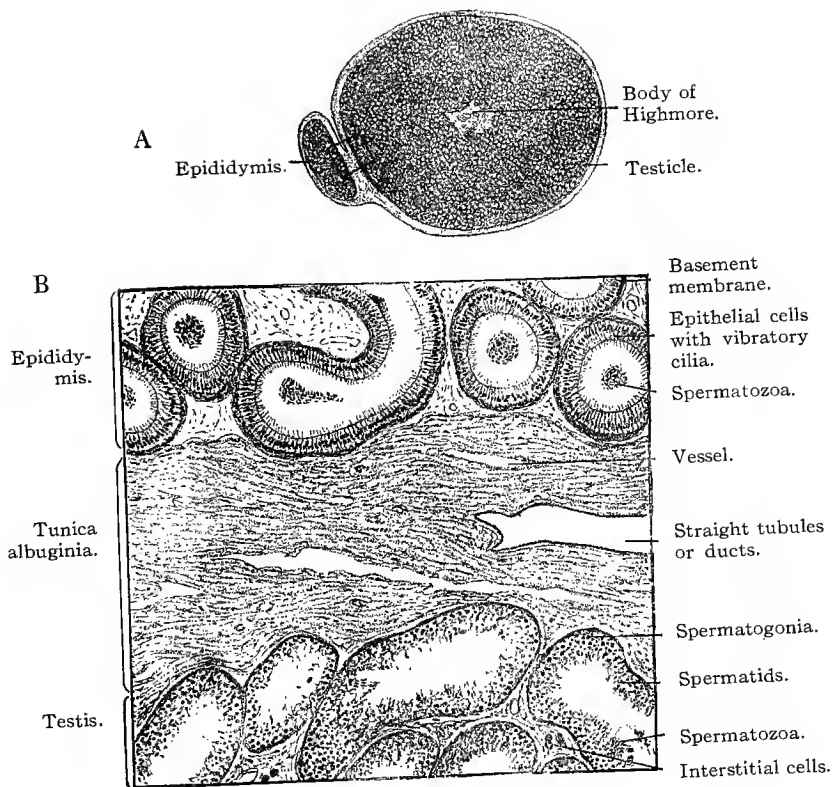 A
Epididymis.
Body of
Highmore.
Testicle.
B
Epididy-
mis.
Tunica
albuginia.
Testis.
Basement
membrane.
Epithelial cells
with vibratory
cilia.
Spermatozoa.
Vessel.
Straight tubules
or ducts.
Spermatogonia.
Spermatids.
Spermatozoa.
Interstitial cells.